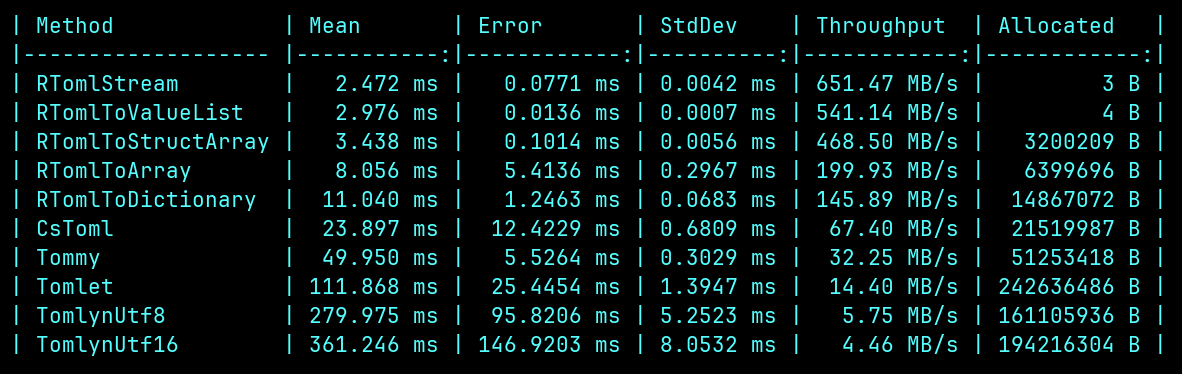 | Method            | Mean       | Error       | StdDev    | Throughput  | Allocated   |
|------------------- |-----------:|------------:|----------:|------------:|------------:|
| RTomlStream        |   2.472 ms |   0.0771 ms | 0.0042 ms | 651.47 MB/s |         3 B |
| RTomlToValueList   |   2.976 ms |   0.0136 ms | 0.0007 ms | 541.14 MB/s |         4 B |
| RTomlToStructArray |   3.438 ms |   0.1014 ms | 0.0056 ms | 468.50 MB/s |   3200209 B |
| RTomlToArray       |   8.056 ms |   5.4136 ms | 0.2967 ms | 199.93 MB/s |   6399696 B |
| RTomlToDictionary  |  11.040 ms |   1.2463 ms | 0.0683 ms | 145.89 MB/s |  14867072 B |
| CsToml             |  23.897 ms |  12.4229 ms | 0.6809 ms |  67.40 MB/s |  21519987 B |
| Tommy              |  49.950 ms |   5.5264 ms | 0.3029 ms |  32.25 MB/s |  51253418 B |
| Tomlet             | 111.868 ms |  25.4454 ms | 1.3947 ms |  14.40 MB/s | 242636486 B |
| TomlynUtf8         | 279.975 ms |  95.8206 ms | 5.2523 ms |   5.75 MB/s | 161105936 B |
| TomlynUtf16        | 361.246 ms | 146.9203 ms | 8.0532 ms |   4.46 MB/s | 194216304 B |